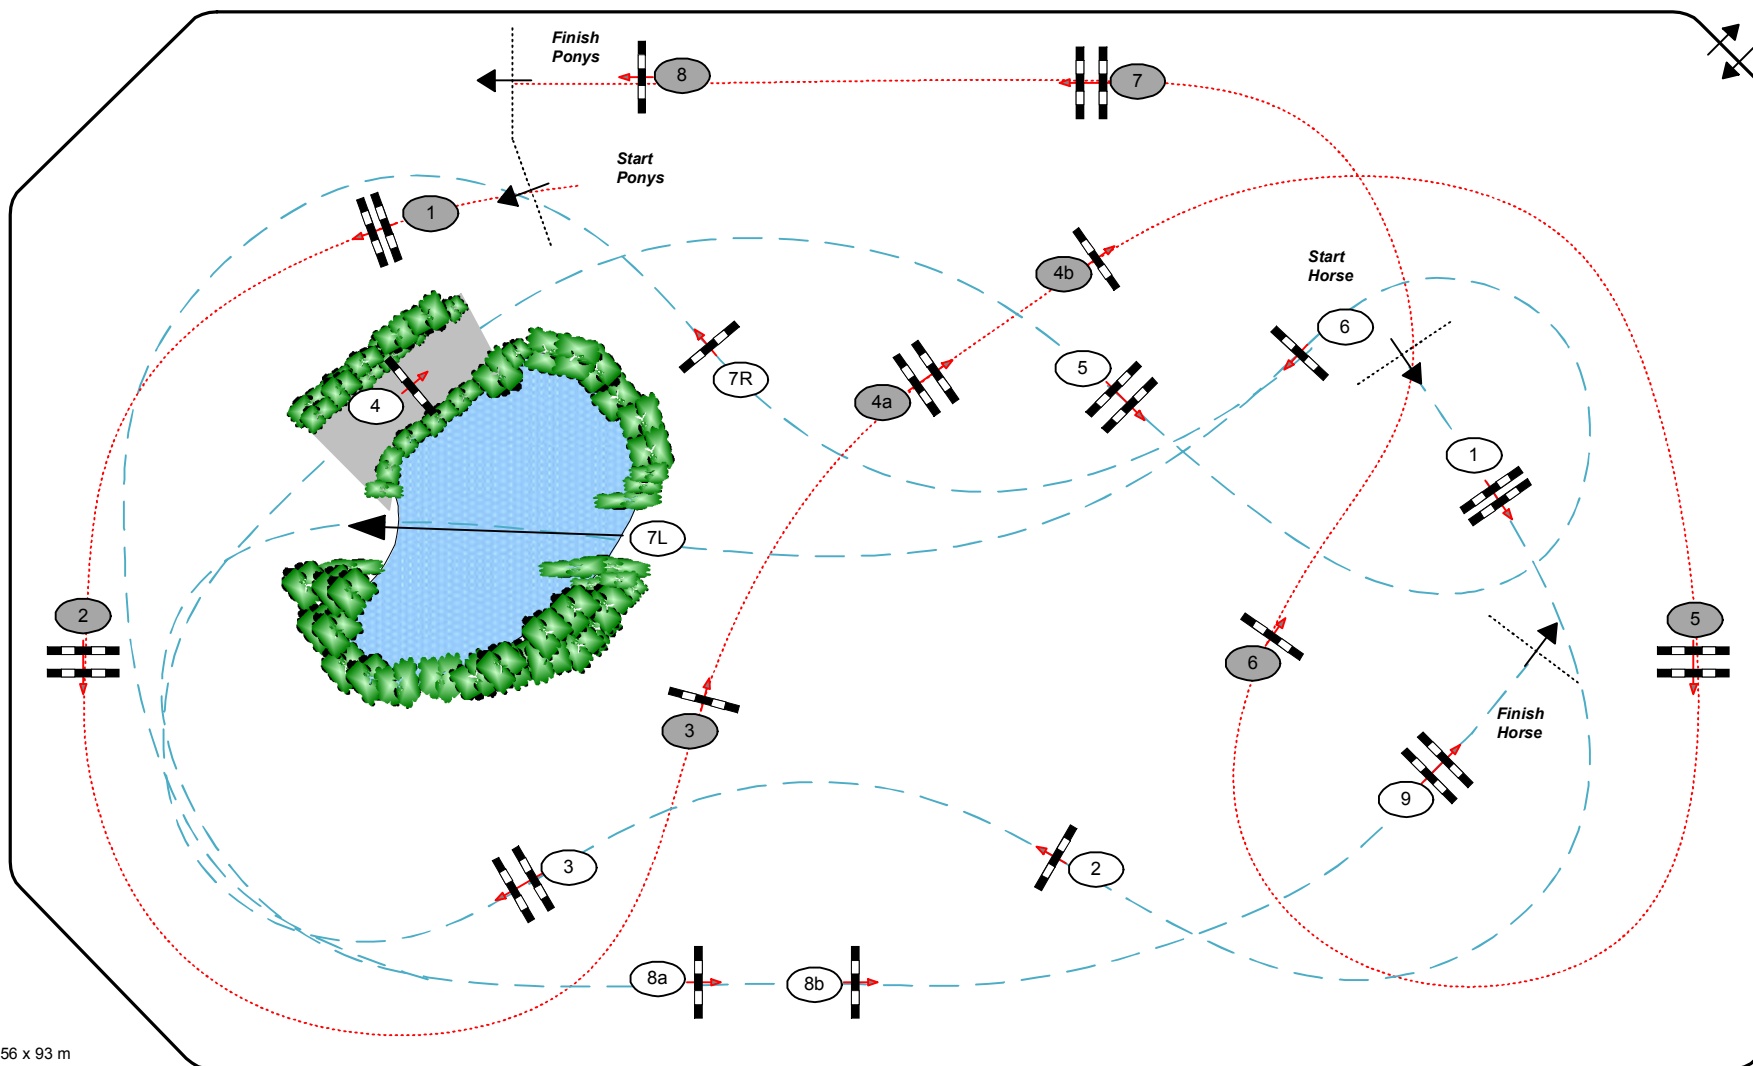 Finish
Ponys
8
7
Start
Ponys
1
4b
Start
Horse
6
5
7R
4a
4
1
7L
2
5
6
3
Finish
Horse
9
3
2
8a
8b
56 x 93 m